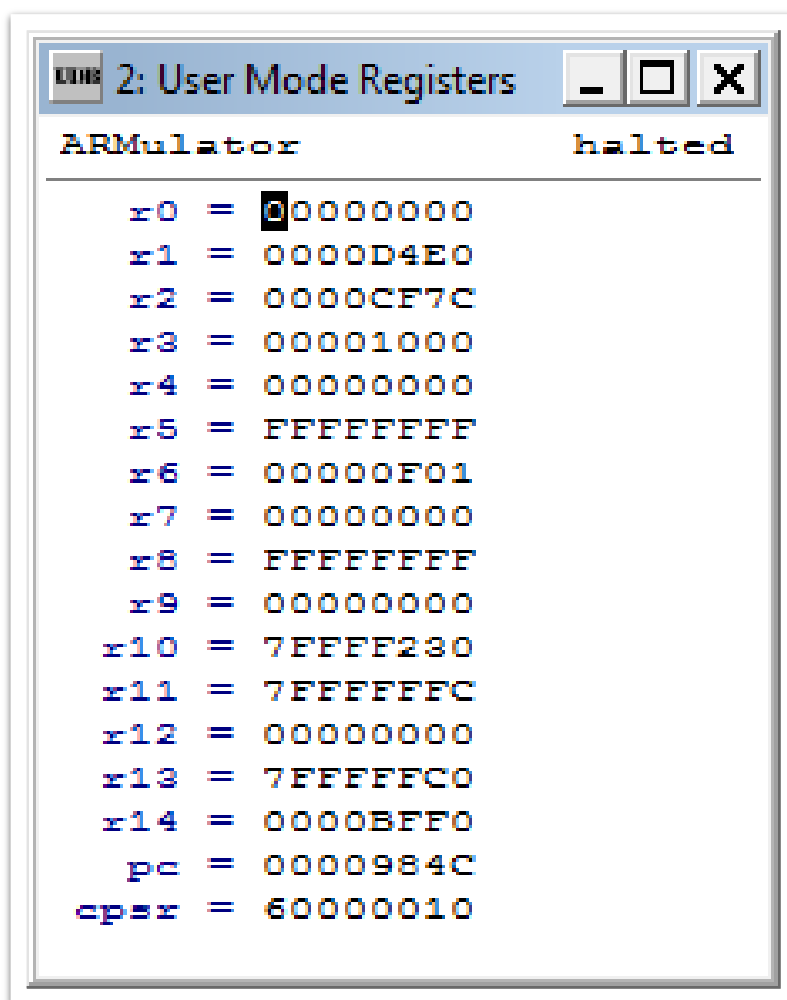 2: User Mode Registers
ARMulator halted
r0 = 00000000
r1 = 0000D4E0
r2 = 0000CF7C
r3 = 00001000
r4 = 00000000
r5 = FFFFFFFF
r6 = 00000F01
r7 = 00000000
r8 = FFFFFFFF
r9 = 00000000
r10 = 7FFFF230
r11 = 7FFFFFFC
r12 = 00000000
r13 = 7FFFFFC0
r14 = 0000BFF0
pc = 0000984C
cpsr = 60000010